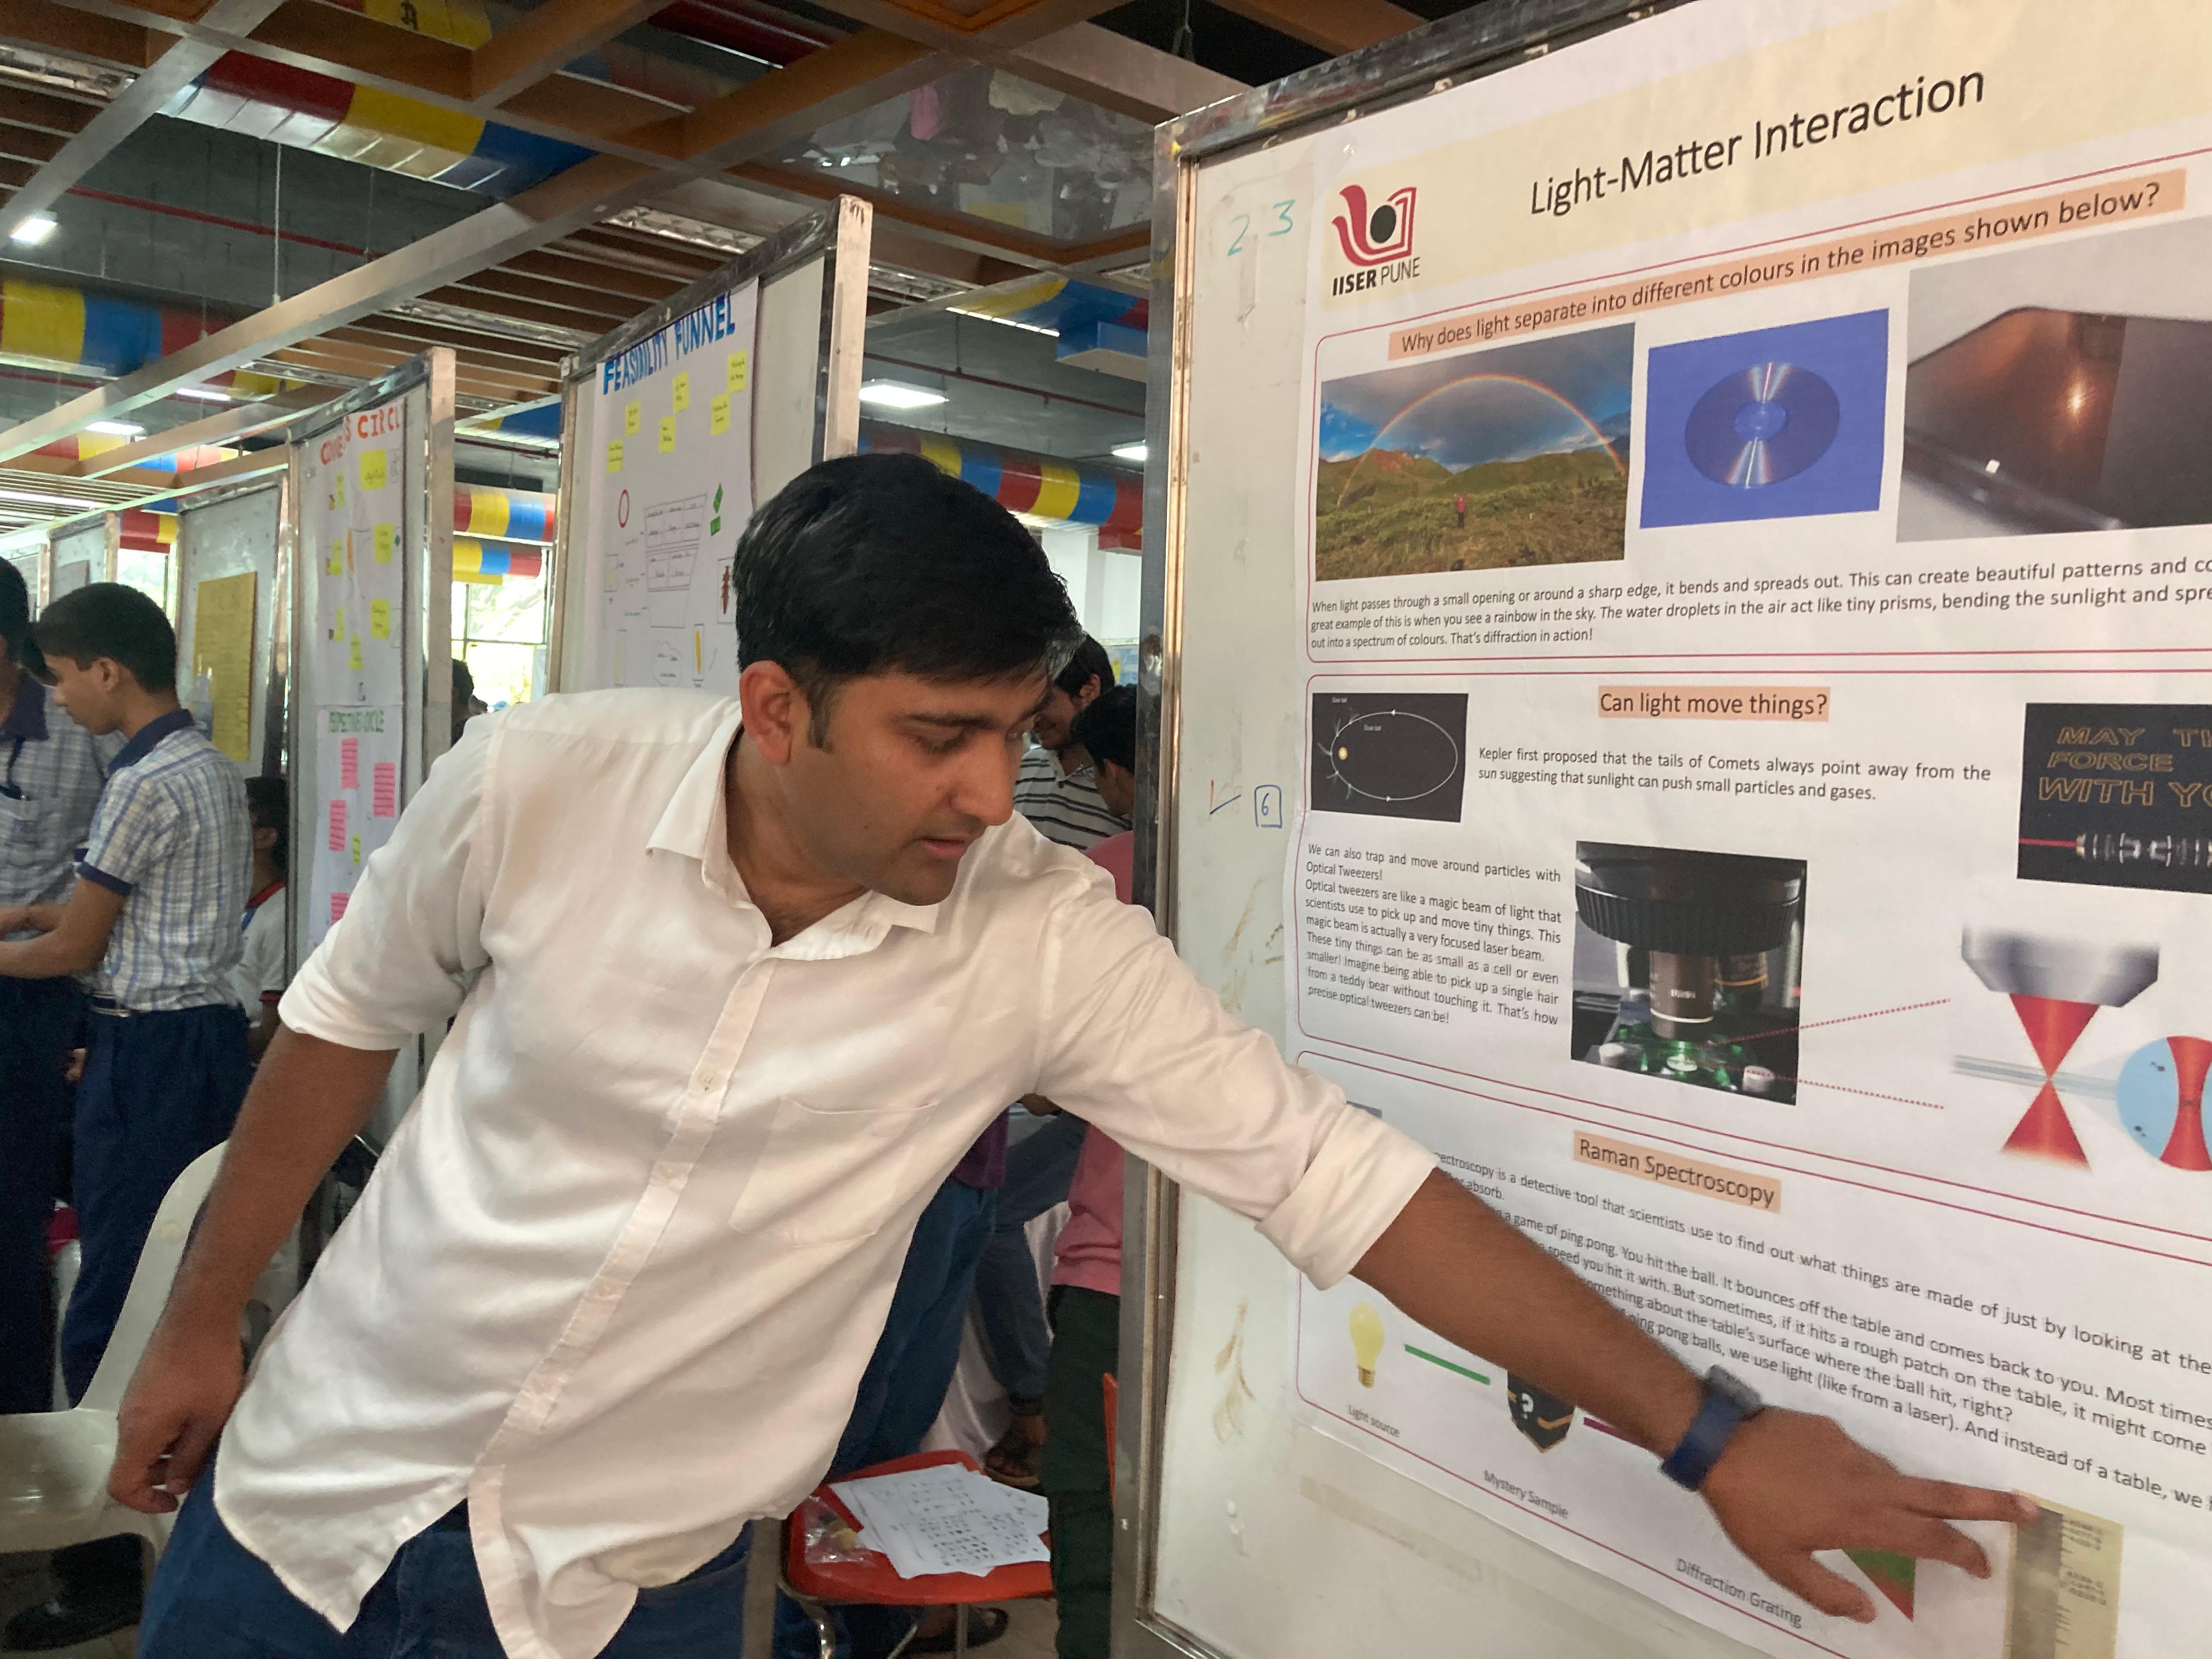 Light-Matter Interaction
23
IISER PUNE
Why does light separate into different colours in the images shown below?
When light passes through a small opening or around a sharp edge, it bends and spreads out. This can create beautiful patterns and
great example of this is when you see a rainbow in the sky. The water droplets in the air act like tiny prisms, bending the sunlight and
out into a spectrum of colours. That's diffraction in action!
Can light move things?
Kepler first proposed that the tails of Comets always point away from the
sun suggesting that sunlight can push small particles and gases.
MAY
FORCE
WITH
6
We can also trap and move around particles with
Optical Tweezers!
Optical tweezers are like a magic beam of light that
scientists use to pick up and move tiny things. This
magic beam is actually a very focused laser beam.
These tiny things can be as small as a cell or even
smaller! Imagine being able to pick up a single hair
from a teddy bear without touching it. That's how
precise optical tweezers can be!
Raman Spectroscopy
is a detective tool that scientists use to find out what things are made of just by looking at the
absorb.
a game of ping pong. You hit the ball. It bounces off the table and comes back to you. Most times
speed you hit it with. But sometimes, if it hits a rough patch on the table, it might come
something about the table's surface where the ball hit, right?
ping pong balls, we use light (like from a laser). And instead of a table, we
?
Light source
Mystery Sample
Diffraction Grating
FEASIBILITY FUNNEL